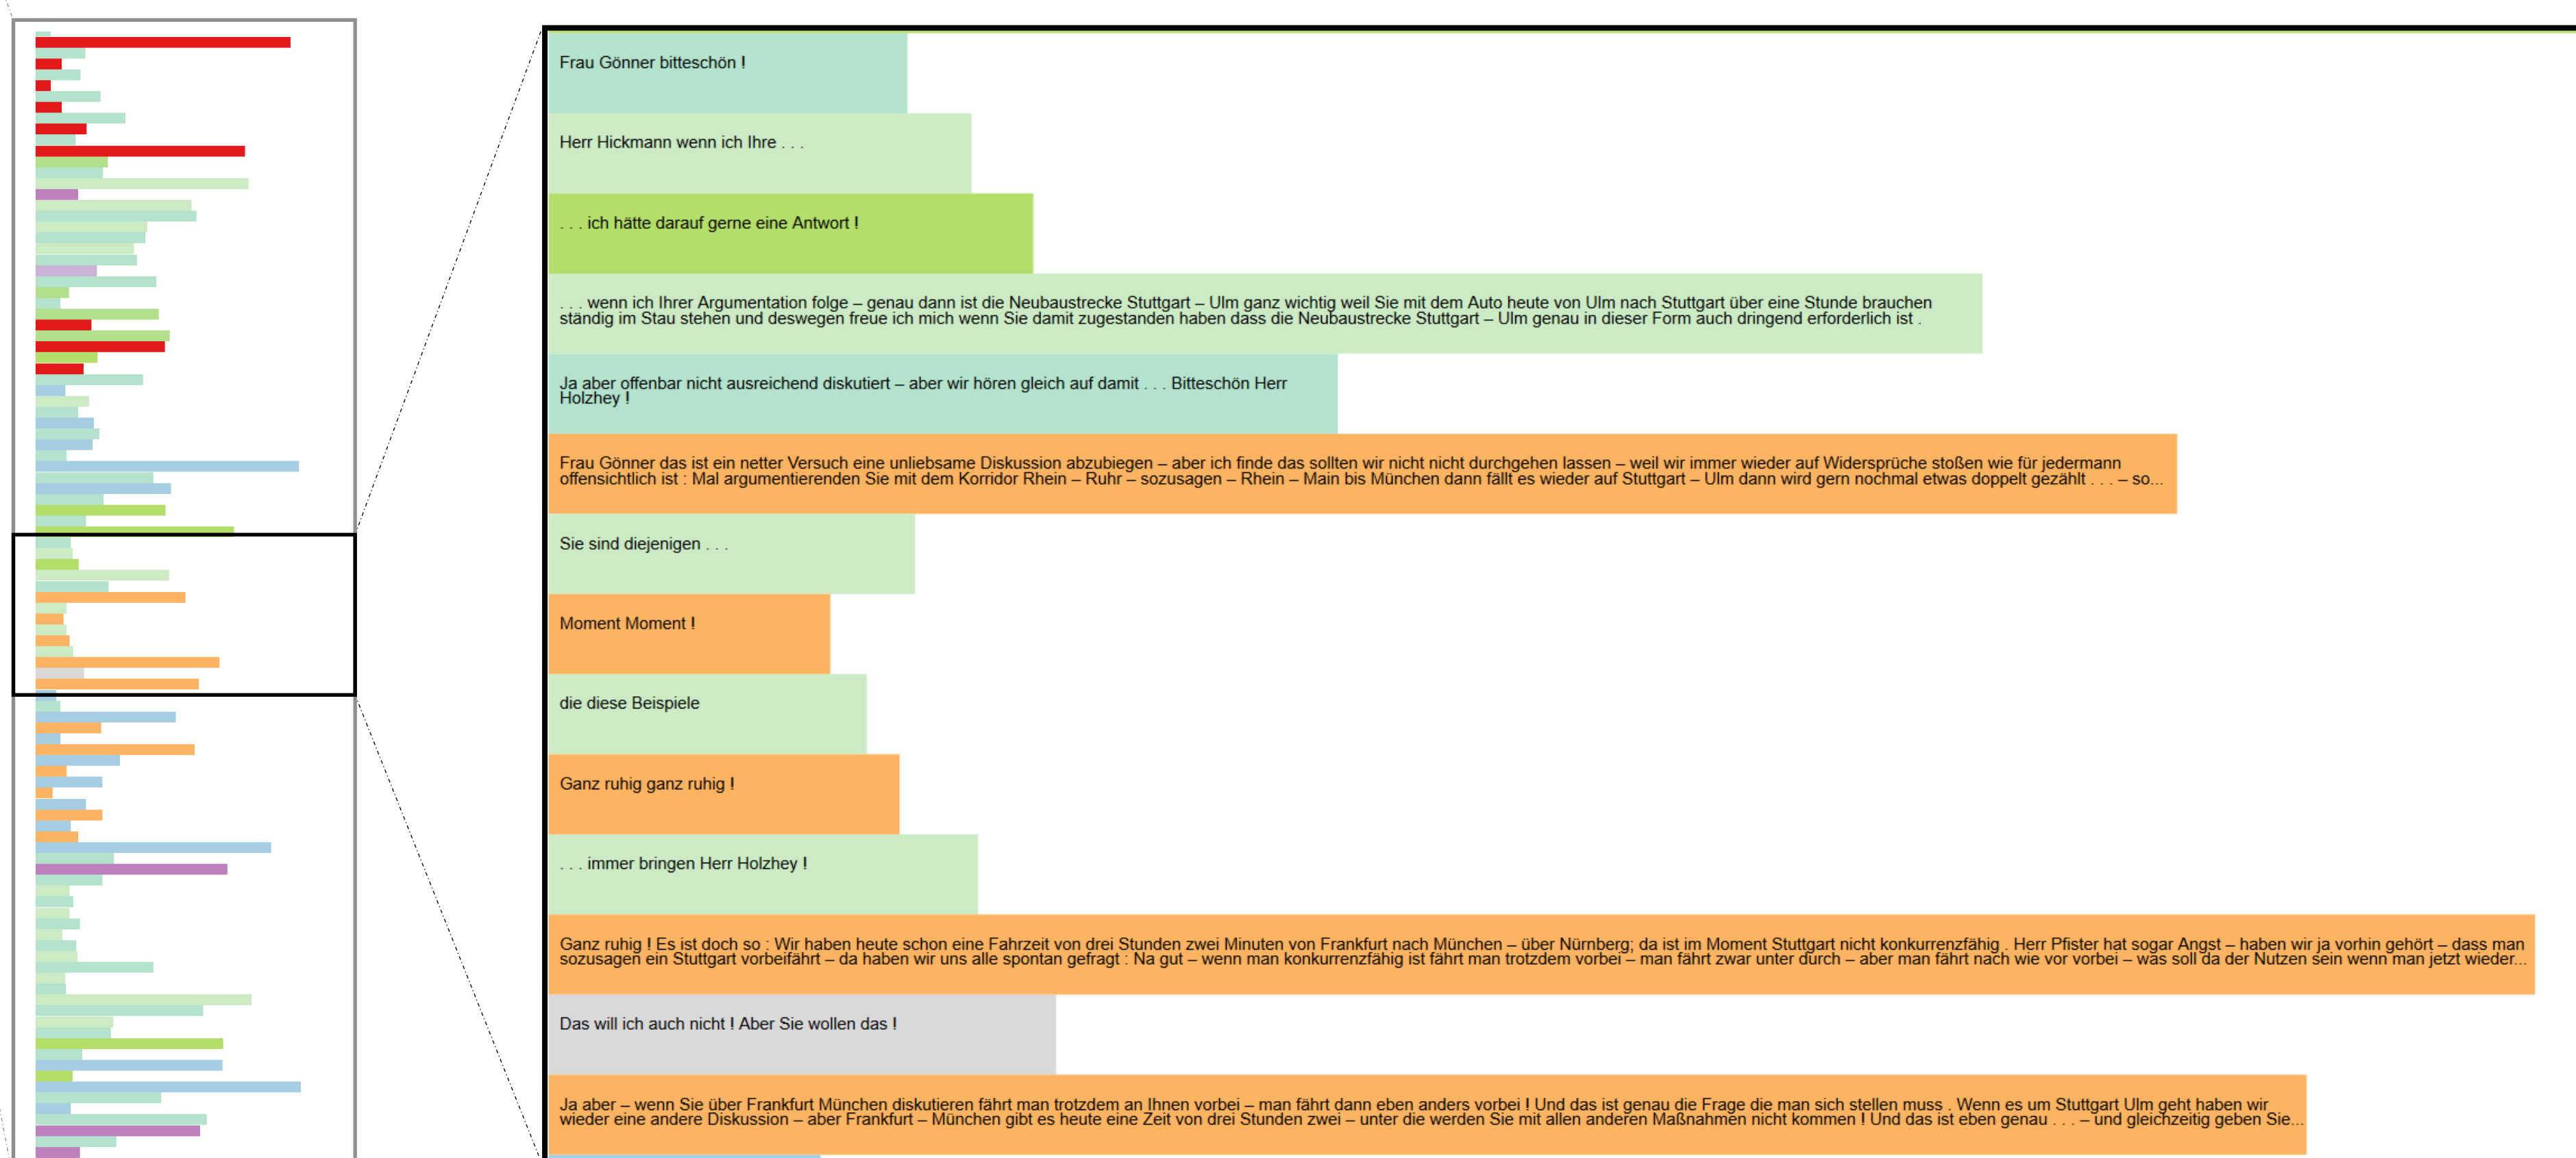 Frau Gönner bitteschön !
Herr Hickmann wenn ich Ihre . . .
. . . ich hätte darauf gerne eine Antwort !
. . . wenn ich Ihrer Argumentation folge – genau dann ist die Neubaustrecke Stuttgart – Ulm ganz wichtig weil Sie mit dem Auto heute von Ulm nach Stuttgart über eine Stunde brauchen
ständig im Stau stehen und deswegen freue ich mich wenn Sie damit zugestanden haben dass die Neubaustrecke Stuttgart – Ulm genau in dieser Form auch dringend erforderlich ist .
Ja aber offenbar nicht ausreichend diskutiert – aber wir hören gleich auf damit . . . Bitteschön Herr
Holzhey !
Frau Gönner das ist ein netter Versuch eine unliebsame Diskussion abzubiegen – aber ich finde das sollten wir nicht nicht durchgehen lassen – weil wir immer wieder auf Widersprüche stoßen wie für jedermann
offensichtlich ist : Mal argumentierenden Sie mit dem Korridor Rhein – Ruhr – sozusagen – Rhein – Main bis München dann fällt es wieder auf Stuttgart – Ulm dann wird gern nochmal etwas doppelt gezählt . . . – so...
Sie sind diejenigen . . .
Moment Moment !
die diese Beispiele
Ganz ruhig ganz ruhig !
. . . immer bringen Herr Holzhey !
Ganz ruhig ! Es ist doch so : Wir haben heute schon eine Fahrzeit von drei Stunden zwei Minuten von Frankfurt nach München – über Nürnberg; da ist im Moment Stuttgart nicht konkurrenzfähig . Herr Pfister hat sogar Angst – haben wir ja vorhin gehört – dass man
sozusagen ein Stuttgart vorbeifährt – da haben wir uns alle spontan gefragt : Na gut – wenn man konkurrenzfähig ist fährt man trotzdem vorbei – man fährt zwar unter durch – aber man fährt nach wie vor vorbei – was soll da der Nutzen sein wenn man jetzt wieder...
Das will ich auch nicht ! Aber Sie wollen das !
Ja aber – wenn Sie über Frankfurt München diskutieren fährt man trotzdem an Ihnen vorbei – man fährt dann eben anders vorbei ! Und das ist genau die Frage die man sich stellen muss . Wenn es um Stuttgart Ulm geht haben wir
wieder eine andere Diskussion – aber Frankfurt – München gibt es heute eine Zeit von drei Stunden zwei – unter die werden Sie mit allen anderen Maßnahmen nicht kommen ! Und das ist eben genau . . . – und gleichzeitig geben Sie...